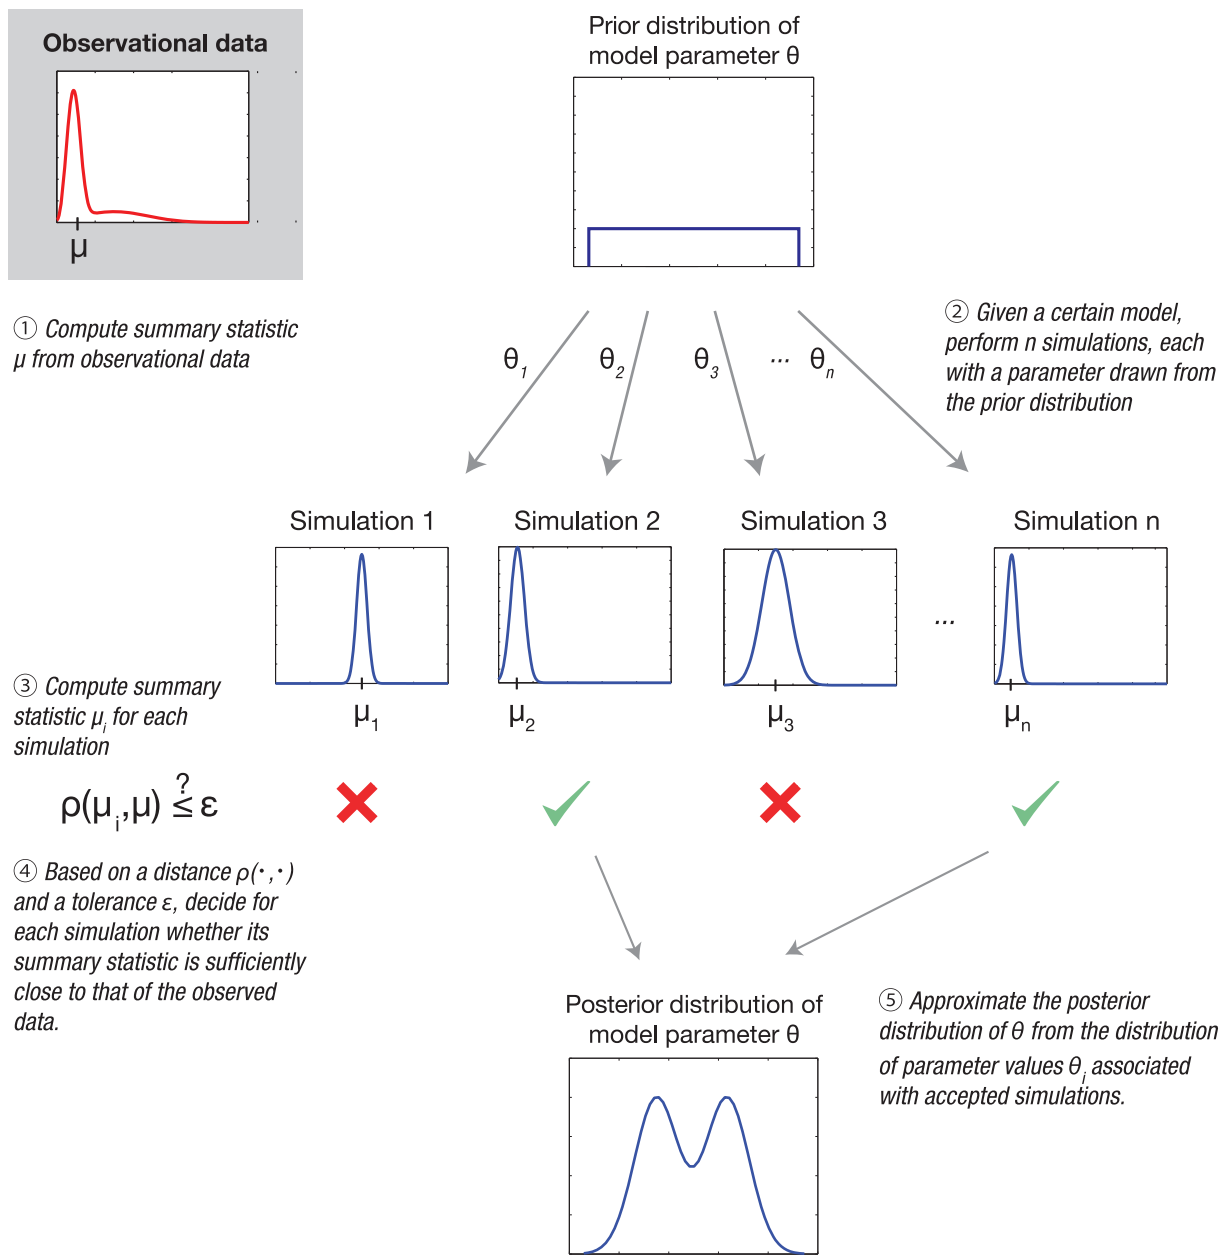 Observational data
μ
Prior distribution of
model parameter θ
① Compute summary statistic
μ from observational data
② Given a certain model,
perform n simulations, each
with a parameter drawn from
the prior distribution
θ1 θ2 θ3 ... θn
Simulation 1 Simulation 2 Simulation 3 Simulation n
...
μ1 μ2 μ3 μn
③ Compute summary
statistic μi for each
simulation
ρ(μi,μ) ≤? ε
④ Based on a distance ρ(·,·)
and a tolerance ε, decide for
each simulation whether its
summary statistic is sufficiently
close to that of the observed
data.
Posterior distribution of
model parameter θ
⑤ Approximate the posterior
distribution of θ from the distribution
of parameter values θi associated
with accepted simulations.